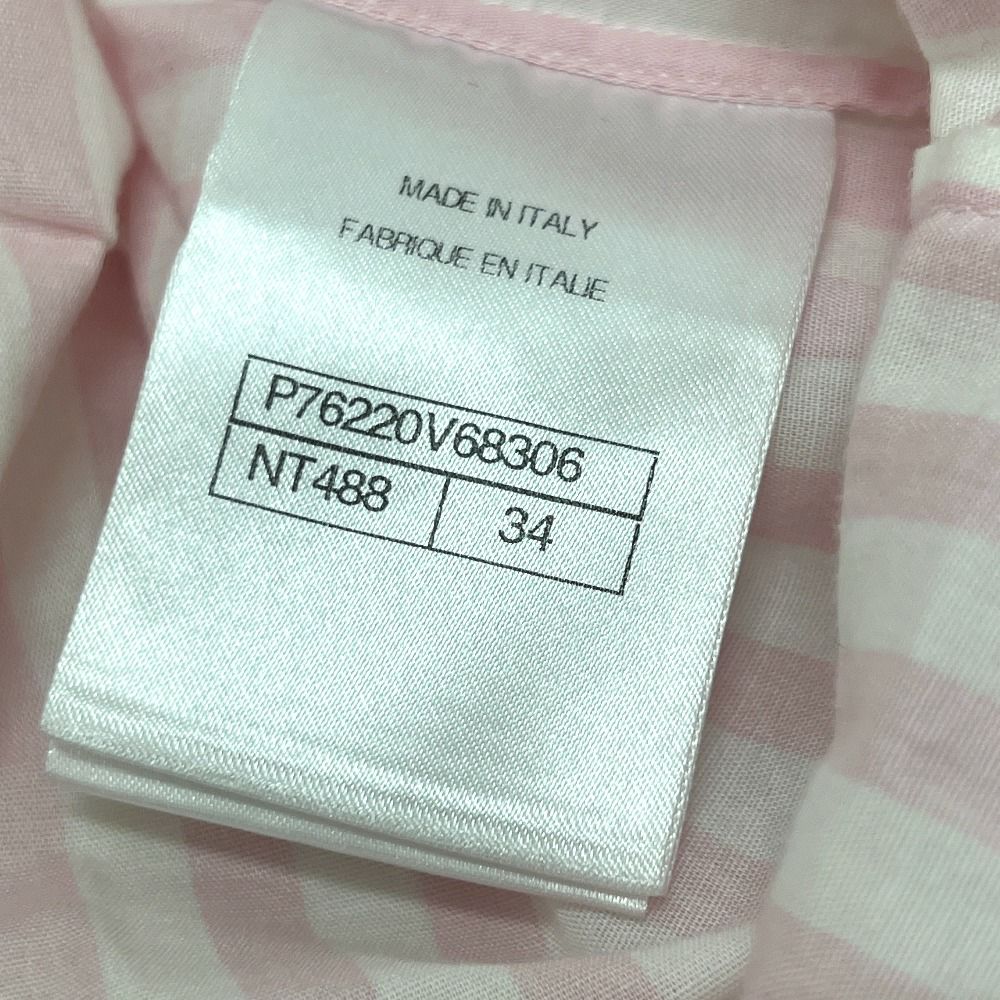 MADE IN ITALY
FABRIQUE EN ITALIE
P76220V68306
NT488 34